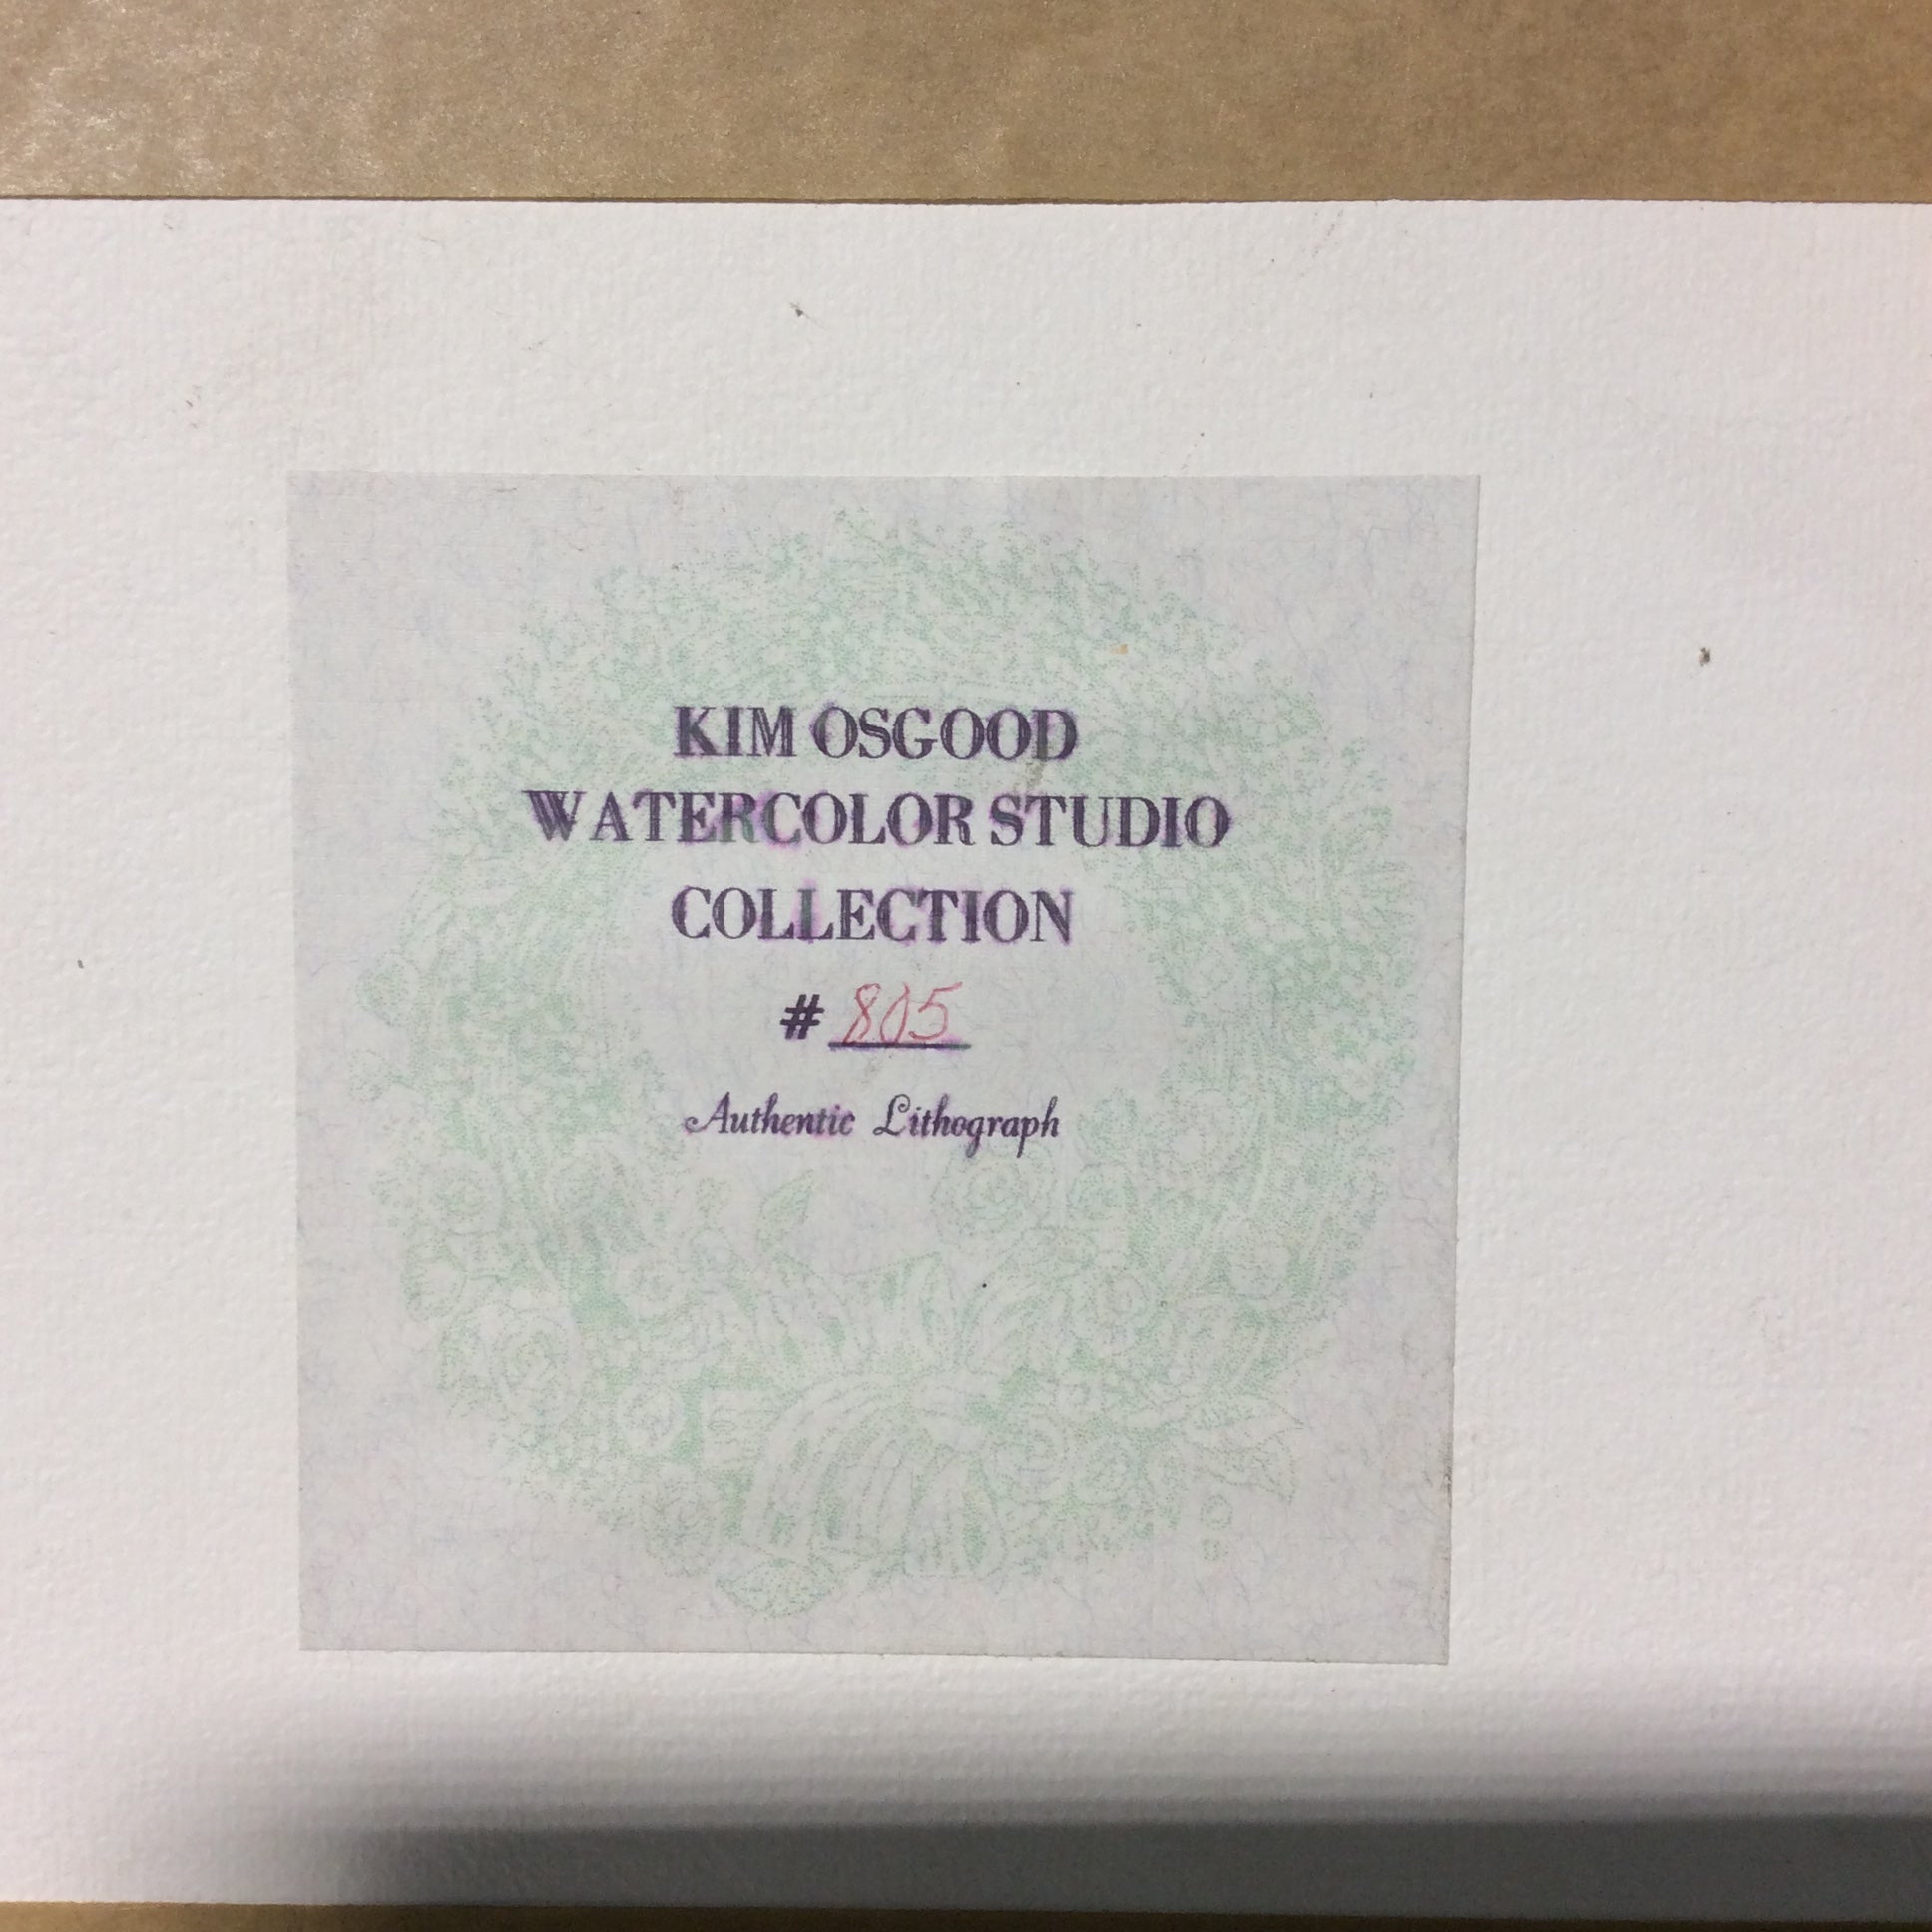 KIM OSGOOD
WATERCOLOR STUDIO
COLLECTION
# 805
Authentic Lithograph